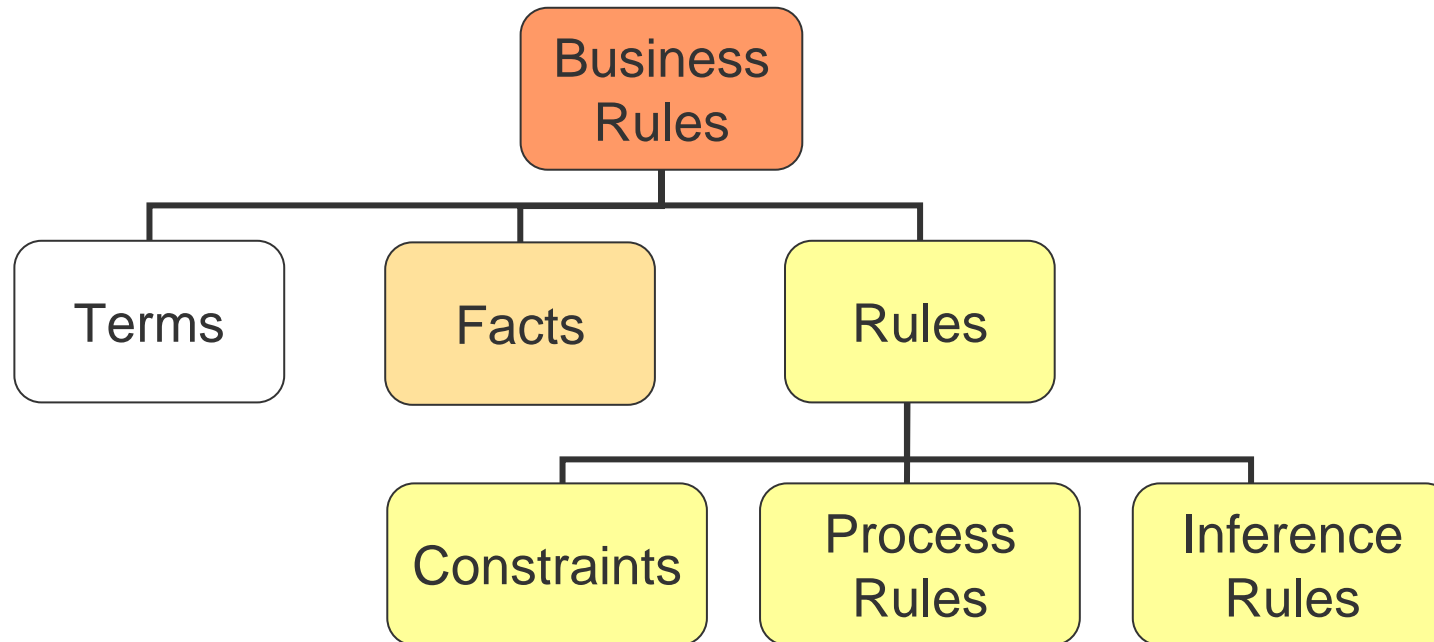 Business
Rules
Terms
Facts
Rules
Constraints
Process
Rules
Inference
Rules